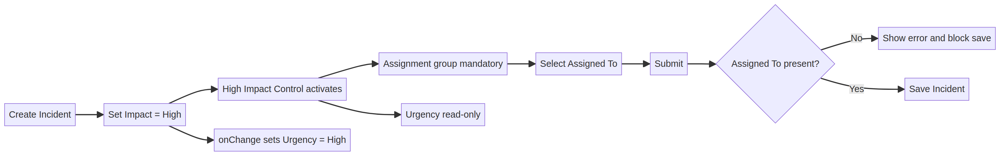 Create Incident
Set Impact = High
High Impact Control activates
onChange sets Urgency = High
Assignment group mandatory
Urgency read-only
Select Assigned To
Submit
Assigned To present?
No
Yes
Show error and block save
Save Incident